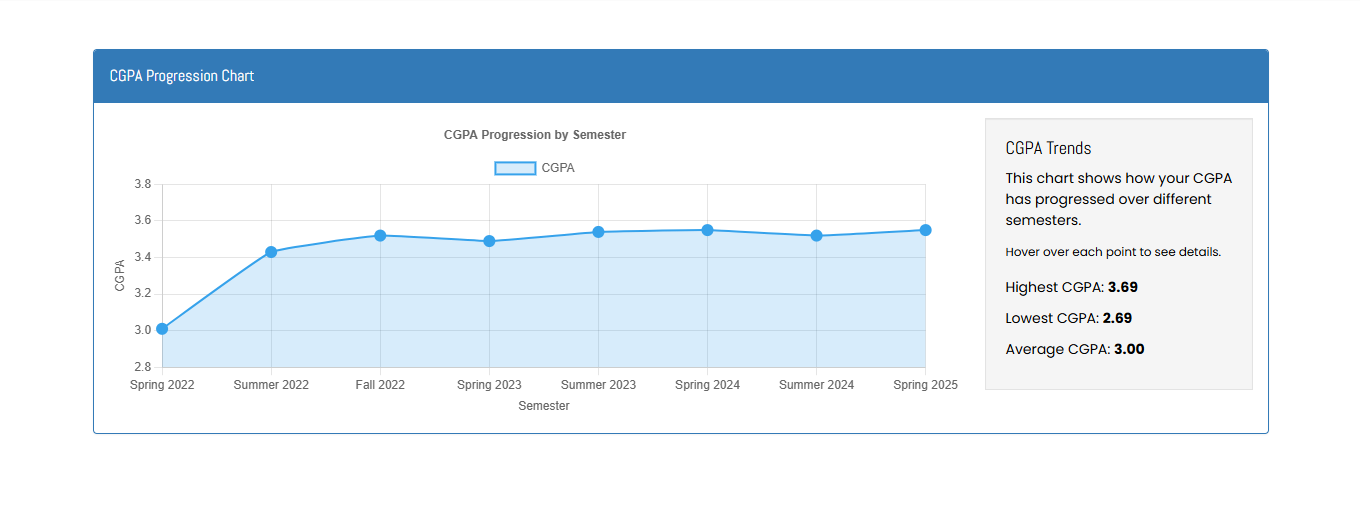 CGPA Progression Chart
CGPA Progression by Semester
CGPA
3.8
3.6
3.4
3.2
3.0
2.8
CGPA
Spring 2022 Summer 2022 Fall 2022 Spring 2023 Summer 2023 Spring 2024 Summer 2024 Spring 2025
Semester
CGPA Trends
This chart shows how your CGPA
has progressed over different
semesters.
Hover over each point to see details.
Highest CGPA: 3.69
Lowest CGPA: 2.69
Average CGPA: 3.00